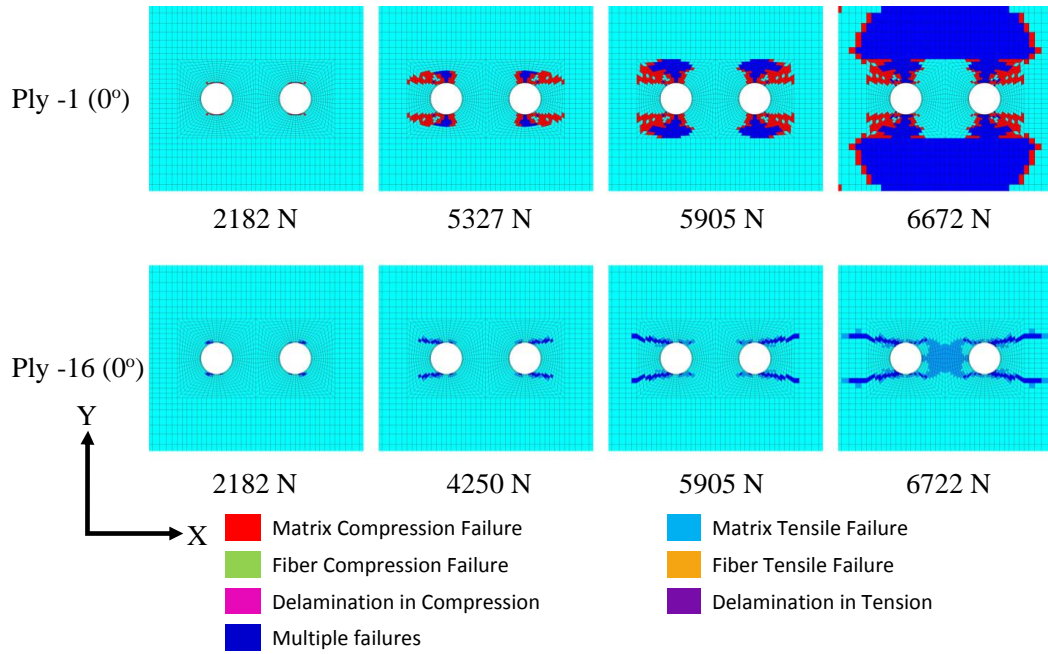 Ply -1 (0°)
2182 N 5327 N 5905 N 6672 N
Ply -16 (0°)
Y
X
2182 N 4250 N 5905 N 6722 N
Matrix Compression Failure Matrix Tensile Failure
Fiber Compression Failure Fiber Tensile Failure
Delamination in Compression Delamination in Tension
Multiple failures